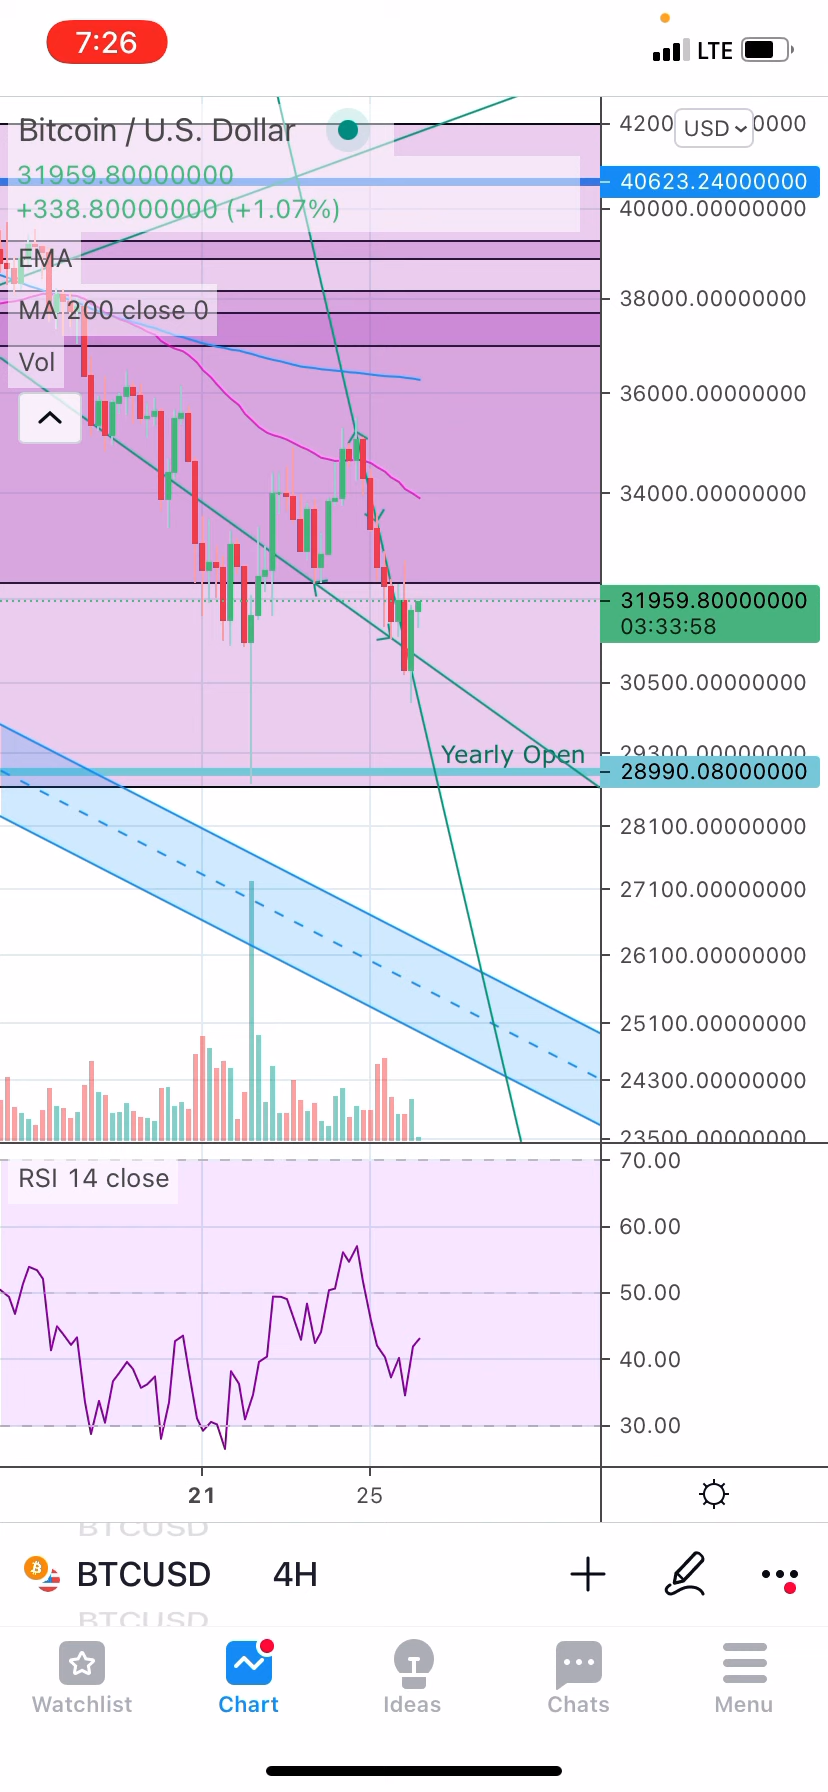 7:26
LTE
Bitcoin / U.S. Dollar
4200
USD
0000
31959.80000000
40623.24000000
+338.80000000 (+1.07%)
40000.00000000
EMA
38000.00000000
MA 200 close 0
Vol
36000.00000000
34000.00000000
31959.80000000
03:33:58
30500.00000000
Yearly Open
29300.00000000
28990.08000000
28100.00000000
27100.00000000
26100.00000000
25100.00000000
24300.00000000
23500.00000000
RSI 14 close
70.00
60.00
50.00
40.00
30.00
21
25
BTCUSD
BTCUSD
4H
BTCUSD
Watchlist
Chart
Ideas
Chats
Menu